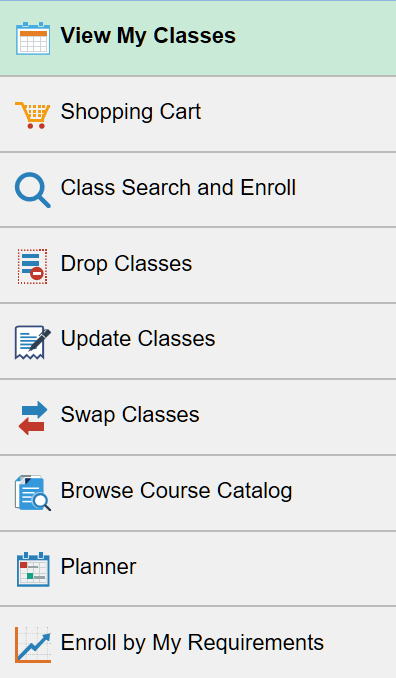 View My Classes
Shopping Cart
Class Search and Enroll
Drop Classes
Update Classes
Swap Classes
Browse Course Catalog
Planner
Enroll by My Requirements